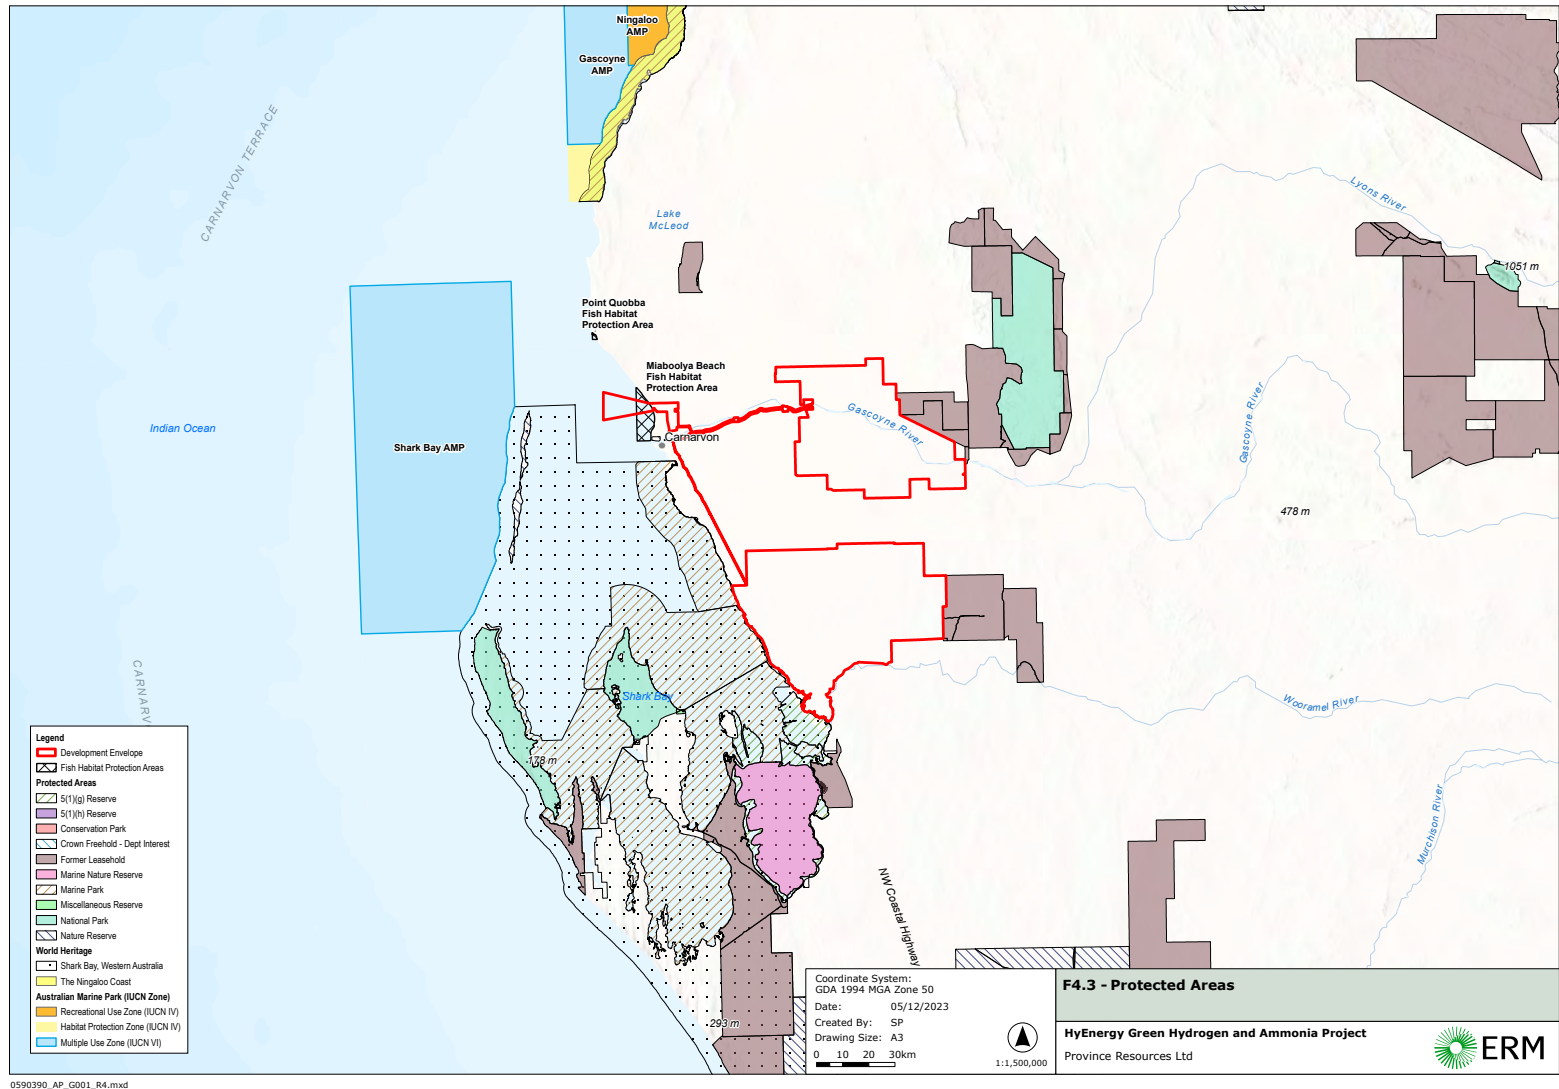 Ningaloo
AMP
Gascoyne
AMP
CARNARVON TERRACE
Lyons River
Lake
McLeod
1051 m
Point Quobba
Fish Habitat
Protection Area
Miaboolya Beach
Fish Habitat
Protection Area
Gascoyne River
Gascoyne River
Indian Ocean
Carnarvon
Shark Bay AMP
478 m
CARNARV
Shark Bay
Wooramel River
178 m
Murchison River
NW Coastal Highway
293 m
Legend
Development Envelope
Fish Habitat Protection Areas
Protected Areas
5(1)(g) Reserve
5(1)(h) Reserve
Conservation Park
Crown Freehold - Dept Interest
Former Leasehold
Marine Nature Reserve
Marine Park
Miscellaneous Reserve
National Park
Nature Reserve
World Heritage
Shark Bay, Western Australia
The Ningaloo Coast
Australian Marine Park (IUCN Zone)
Recreational Use Zone (IUCN IV)
Habitat Protection Zone (IUCN IV)
Multiple Use Zone (IUCN VI)
Coordinate System:
GDA 1994 MGA Zone 50
Date: 05/12/2023
Created By: SP
Drawing Size: A3
0 10 20 30km
1:1,500,000
F4.3 - Protected Areas
HyEnergy Green Hydrogen and Ammonia Project
Province Resources Ltd
ERM
0590390_AP_G001_R4.mxd